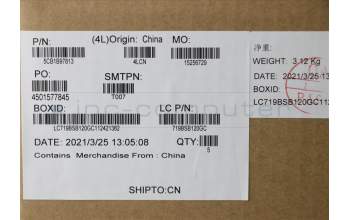 P/N:
(4L)Origin: China
MO:
5CB1B97813
4LCN
15256729
PO:
SMTPN:
4501577845
T007
BOXID:
LC P/N:
LC719BSB120GC112421362
719BSB120GC
DATE: 2021/3/25 13:05:08
QTY:
5
Contains Merchandise From : China
SHIPTO:CN
净重:
WEIGHT: 3.12 Kg
DATE: 2021/3/25 13
BOXID:
LC719BSB120GC112
ipc-computer